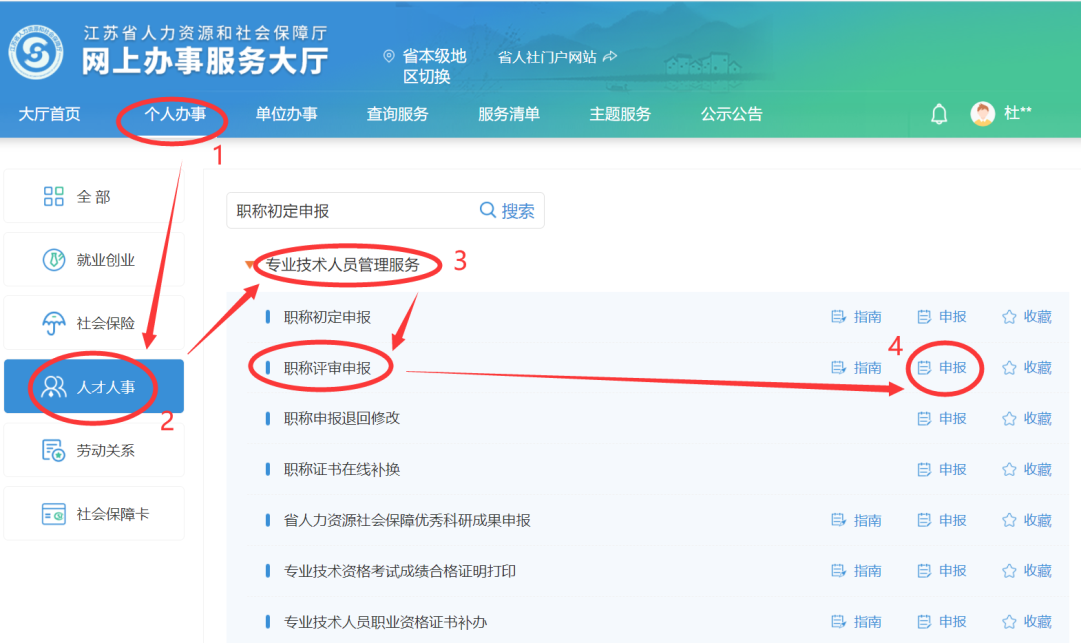 江苏省人力资源和社会保障厅
网上办事服务大厅
省本级地
区切换
省人社门户网站
大厅首页 个人办事 单位办事 查询服务 服务清单 主题服务 公示公告 杜**
1
全部
就业创业
社会保险
人才人事
2
劳动关系
社会保障卡
职称初定申报 搜索
专业技术人员管理服务 3
职称初定申报 指南 申报 收藏
4
职称评审申报 指南 申报 收藏
职称申报退回修改 申报 收藏
职称证书在线补换 申报 收藏
省人力资源社会保障优秀科研成果申报 指南 申报 收藏
专业技术资格考试成绩合格证明打印 指南 申报 收藏
专业技术人员职业资格证书补办 指南 申报 收藏